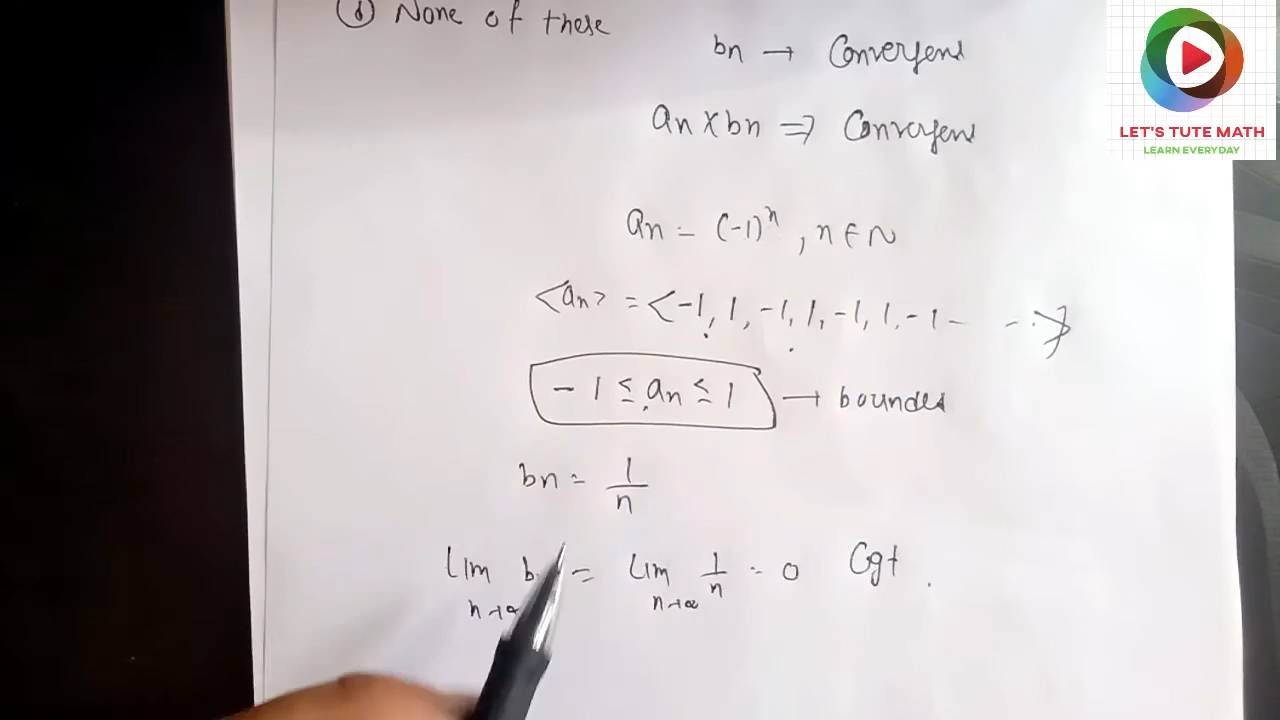 (d) None of these
bn → Convergent
an × bn ⇒ Convergent
LET'S TUTE MATH
LEARN EVERYDAY
an = (-1)^n , n ∈ N
<an> = <-1, 1, -1, 1, -1, 1, -1 - - ->
-1 ≤ an ≤ 1 → bounded
bn = 1/n
lim n→∞ b = lim n→∞ 1/n = 0 Cgt .